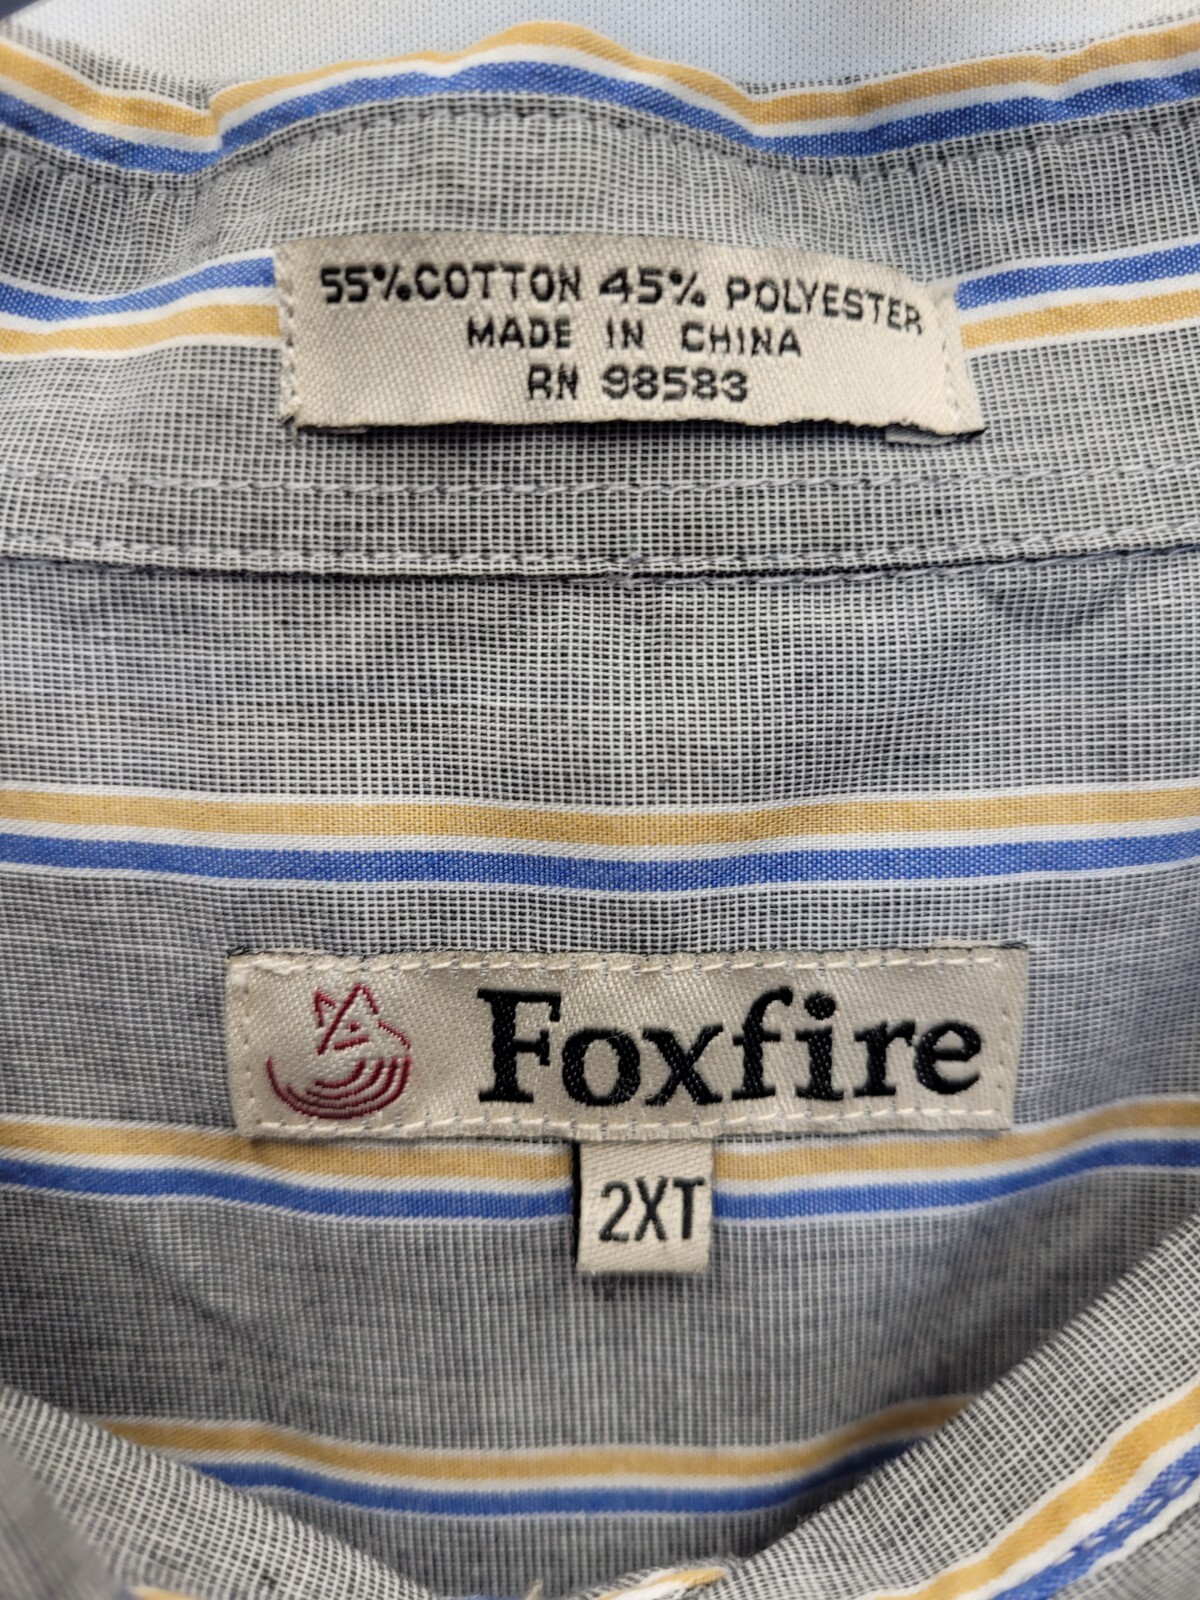 55% COTTON 45% POLYESTER
MADE IN CHINA
RN 98583
Foxfire
2XT